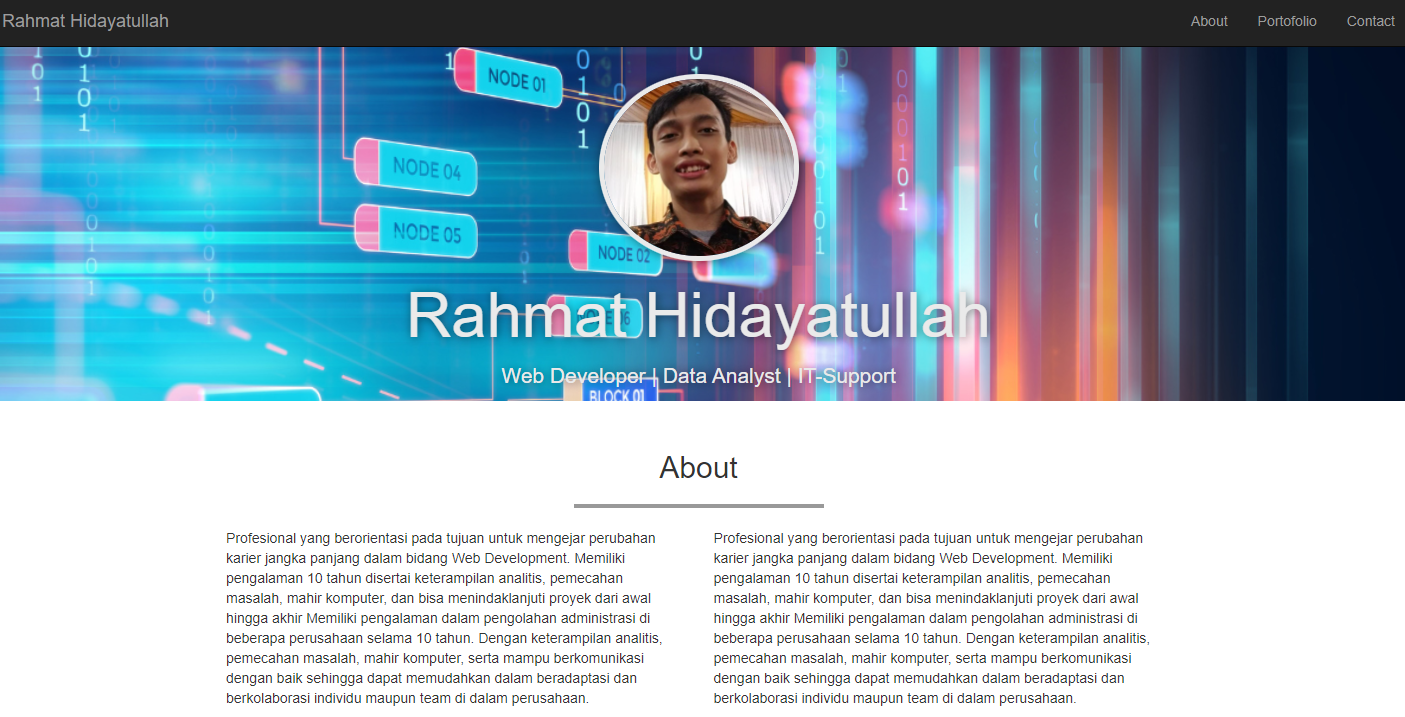 Rahmat Hidayatullah
About Portofolio Contact
NODE 01
NODE 04
NODE 05
NODE 02
Rahmat Hidayatullah
Web Developer | Data Analyst | IT-Support
BLOCK 01
About
Profesional yang berorientasi pada tujuan untuk mengejar perubahan
karier jangka panjang dalam bidang Web Development. Memiliki
pengalaman 10 tahun disertai keterampilan analitis, pemecahan
masalah, mahir komputer, dan bisa menindaklanjuti proyek dari awal
hingga akhir Memiliki pengalaman dalam pengolahan administrasi di
beberapa perusahaan selama 10 tahun. Dengan keterampilan analitis,
pemecahan masalah, mahir komputer, serta mampu berkomunikasi
dengan baik sehingga dapat memudahkan dalam beradaptasi dan
berkolaborasi individu maupun team di dalam perusahaan.
Profesional yang berorientasi pada tujuan untuk mengejar perubahan
karier jangka panjang dalam bidang Web Development. Memiliki
pengalaman 10 tahun disertai keterampilan analitis, pemecahan
masalah, mahir komputer, dan bisa menindaklanjuti proyek dari awal
hingga akhir Memiliki pengalaman dalam pengolahan administrasi di
beberapa perusahaan selama 10 tahun. Dengan keterampilan analitis,
pemecahan masalah, mahir komputer, serta mampu berkomunikasi
dengan baik sehingga dapat memudahkan dalam beradaptasi dan
berkolaborasi individu maupun team di dalam perusahaan.